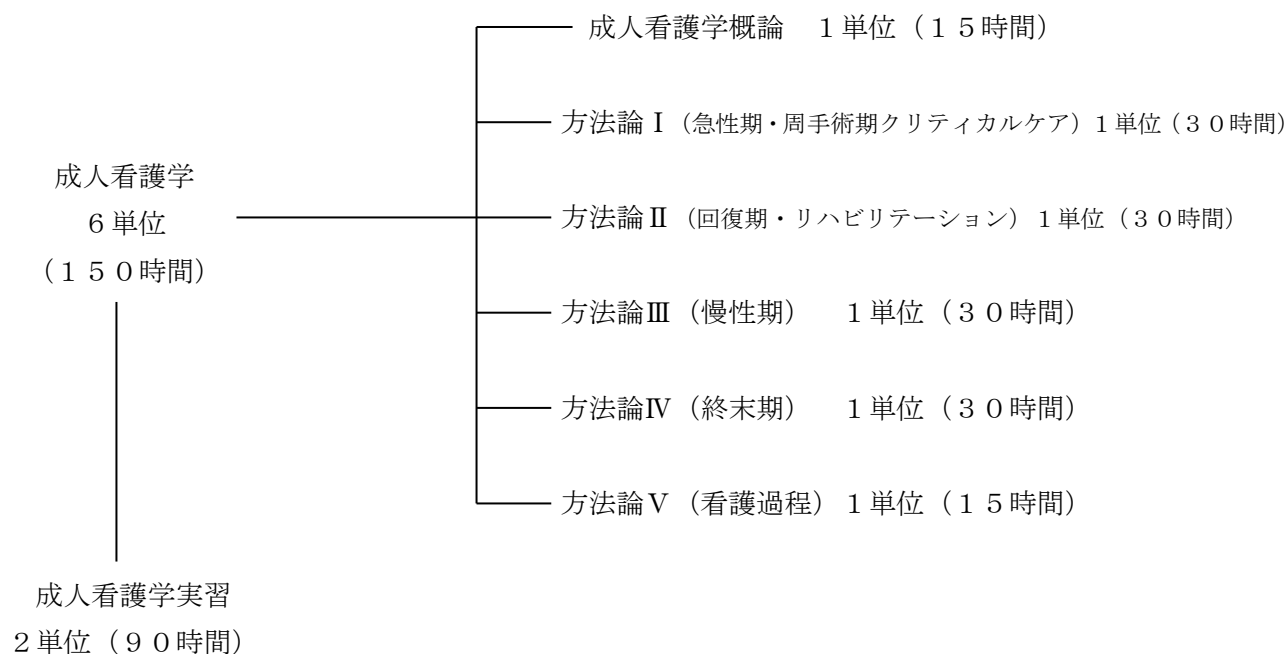 成人看護学
６単位
（１５０時間）
成人看護学概論　１単位（１５時間）
方法論Ⅰ（急性期・周手術期クリティカルケア）１単位（３０時間）
方法論Ⅱ（回復期・リハビリテーション）１単位（３０時間）
方法論Ⅲ（慢性期）　１単位（３０時間）
方法論Ⅳ（終末期）　１単位（３０時間）
方法論Ⅴ（看護過程）１単位（１５時間）
成人看護学実習
２単位（９０時間）